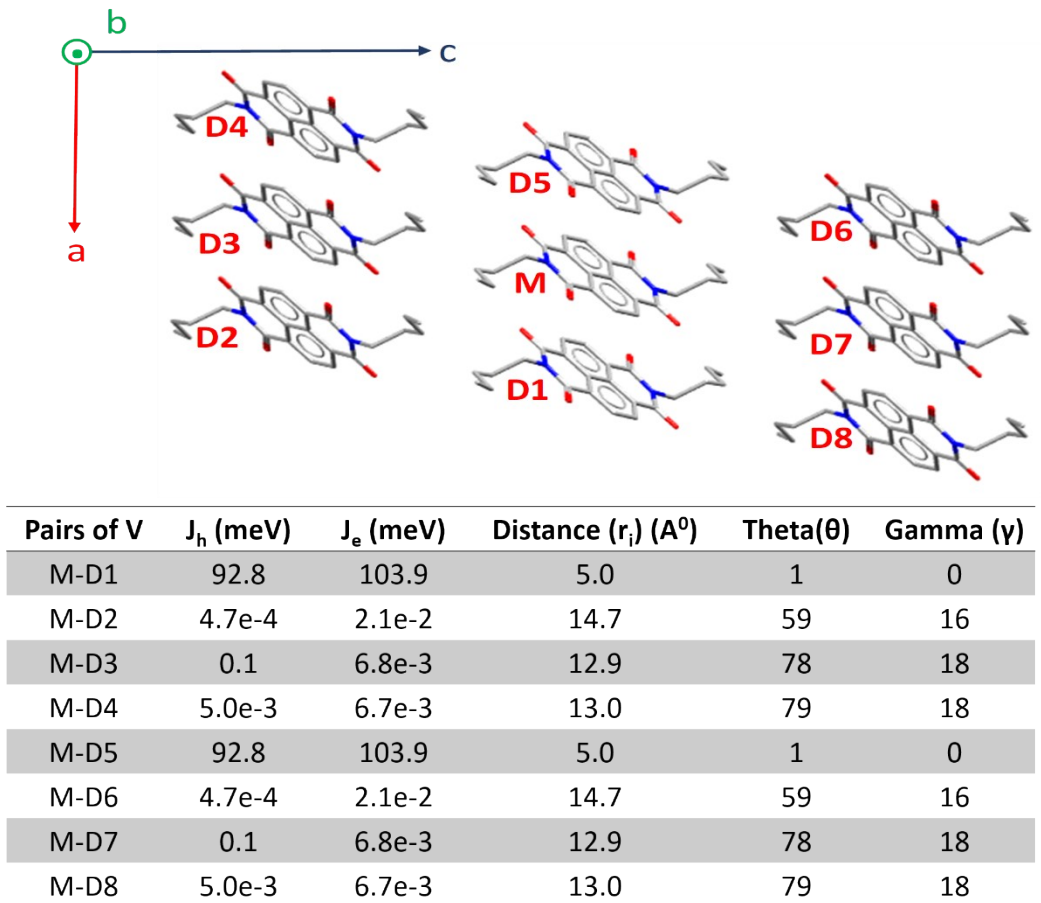 b
c
a
D4
D5
D3
D6
M
D2
D7
D1
D8
Pairs of V J_h (meV) J_e (meV) Distance (r_i) (A⁰) Theta(θ) Gamma (γ)
M-D1 92.8 103.9 5.0 1 0
M-D2 4.7e-4 2.1e-2 14.7 59 16
M-D3 0.1 6.8e-3 12.9 78 18
M-D4 5.0e-3 6.7e-3 13.0 79 18
M-D5 92.8 103.9 5.0 1 0
M-D6 4.7e-4 2.1e-2 14.7 59 16
M-D7 0.1 6.8e-3 12.9 78 18
M-D8 5.0e-3 6.7e-3 13.0 79 18